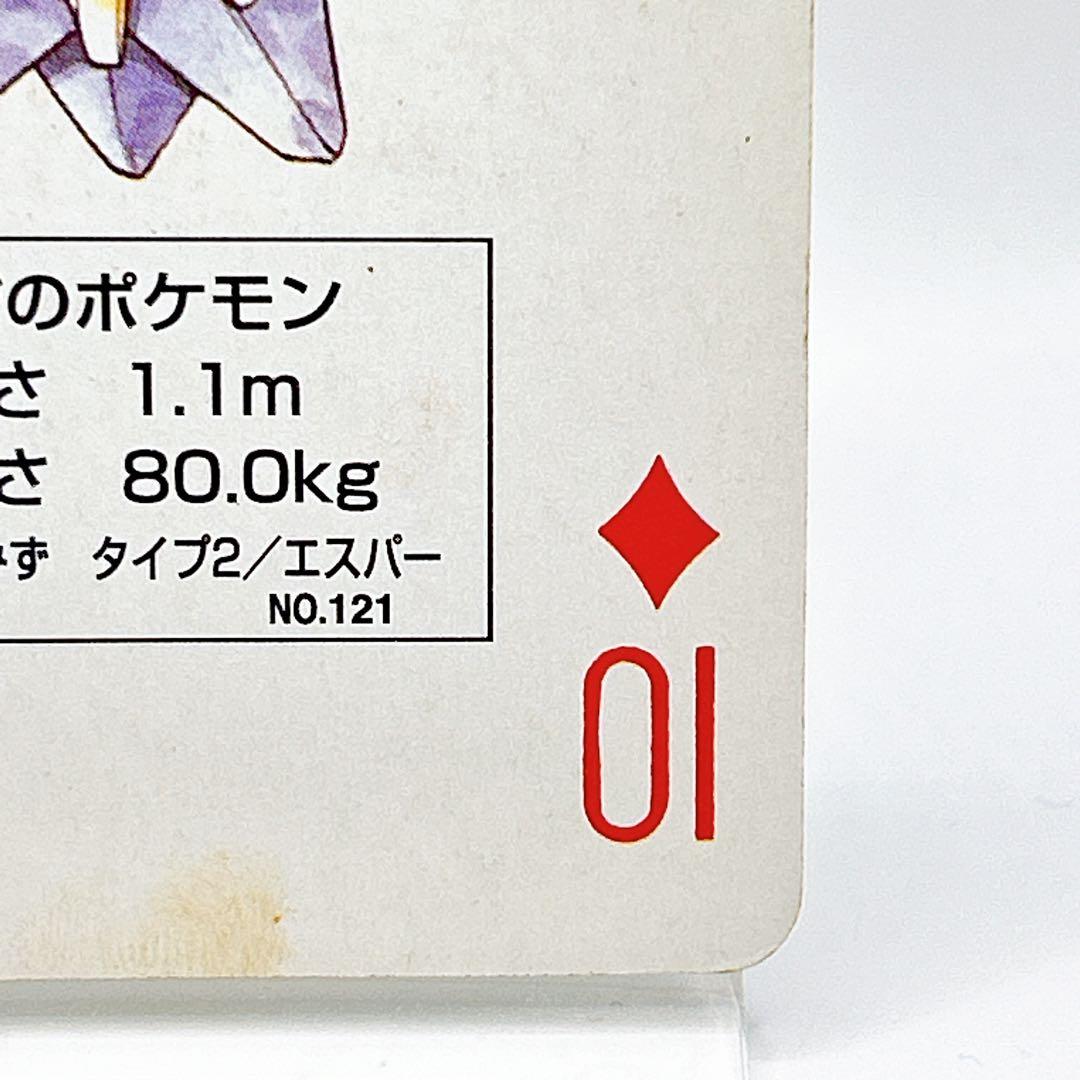 のポケモン
さ 1.1m
さ 80.0kg
ず タイプ2／エスパー
NO.121
10